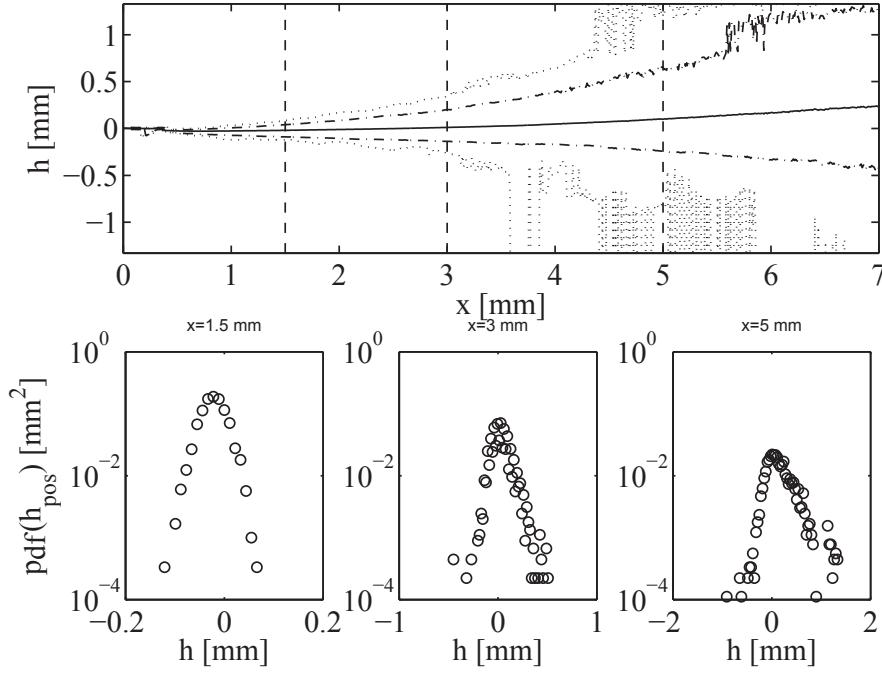 h [mm]
1
0.5
0
−0.5
−1
0 1 2 3 4 5 6 7
x [mm]
x=1.5 mm x=3 mm x=5 mm
pdf(h_pos) [mm^2]
10^0 10^0 10^0
10^−2 10^−2 10^−2
10^−4 10^−4 10^−4
−0.2 0 0.2 −1 0 1 −2 0 2
h [mm] h [mm] h [mm]